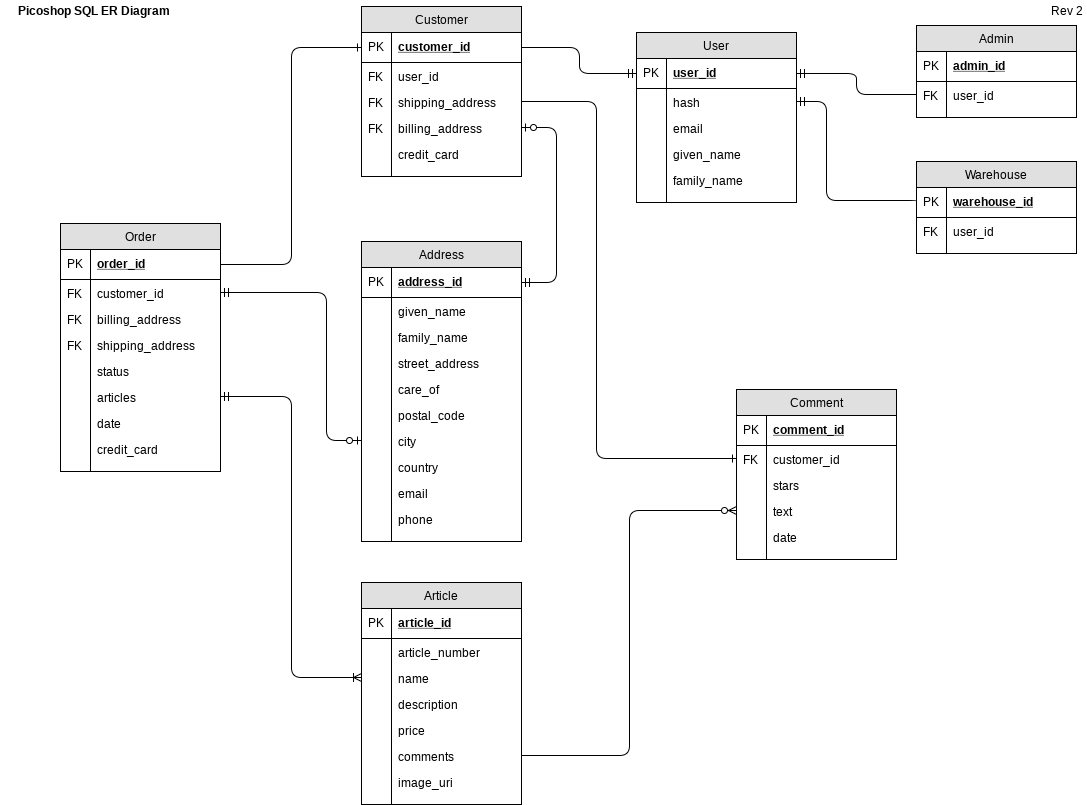 Picoshop SQL ER Diagram
Rev 2
Customer
PK customer_id
FK user_id
FK shipping_address
FK billing_address
credit_card
User
PK user_id
hash
email
given_name
family_name
Admin
PK admin_id
FK user_id
Warehouse
PK warehouse_id
FK user_id
Order
PK order_id
FK customer_id
FK billing_address
FK shipping_address
status
articles
date
credit_card
Address
PK address_id
given_name
family_name
street_address
care_of
postal_code
city
country
email
phone
Comment
PK comment_id
FK customer_id
stars
text
date
Article
PK article_id
article_number
name
description
price
comments
image_uri